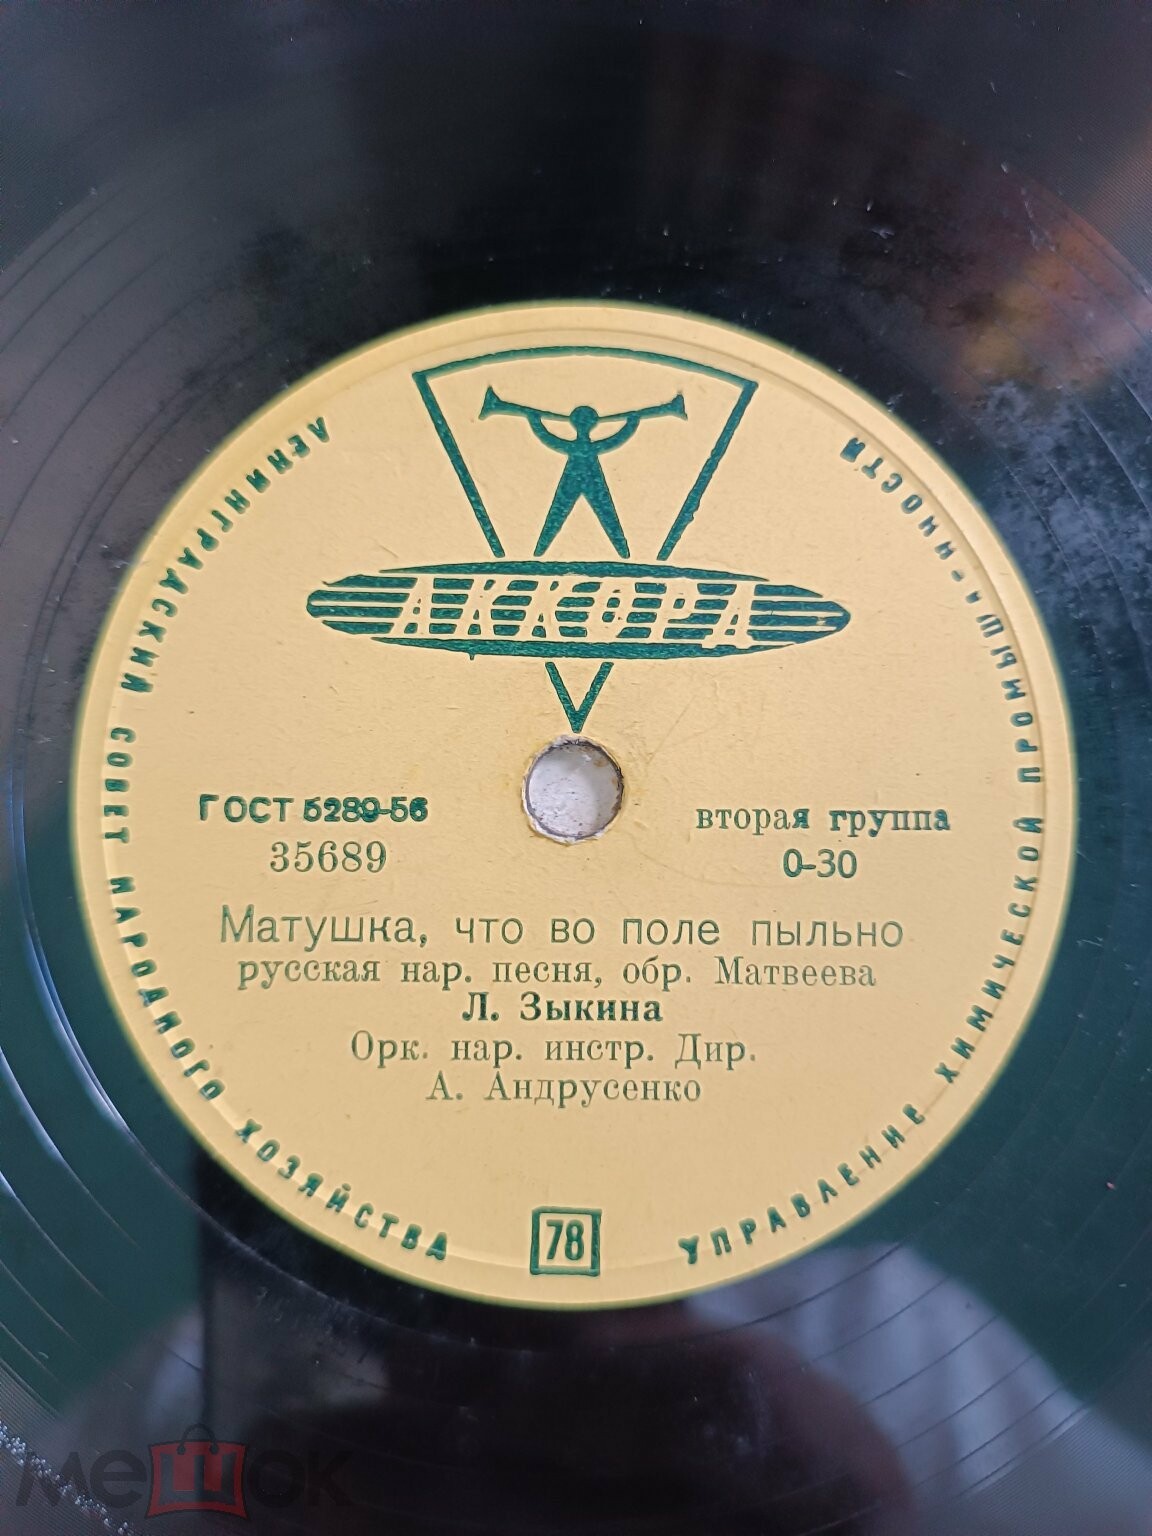 АККОРД
ЛЕНИНГРАДСКИЙ СОВЕТ НАРОДНОГО ХОЗЯЙСТВА
УПРАВЛЕНИЕ ХИМИЧЕСКОЙ ПРОМЫШЛЕННОСТИ
ГОСТ 5289-56
35689
вторая группа
0-30
Матушка, что во поле пыльно
русская нар. песня, обр. Матвеева
Л. Зыкина
Орк. нар. инстр. Дир.
А. Андрусенко
78
мешок